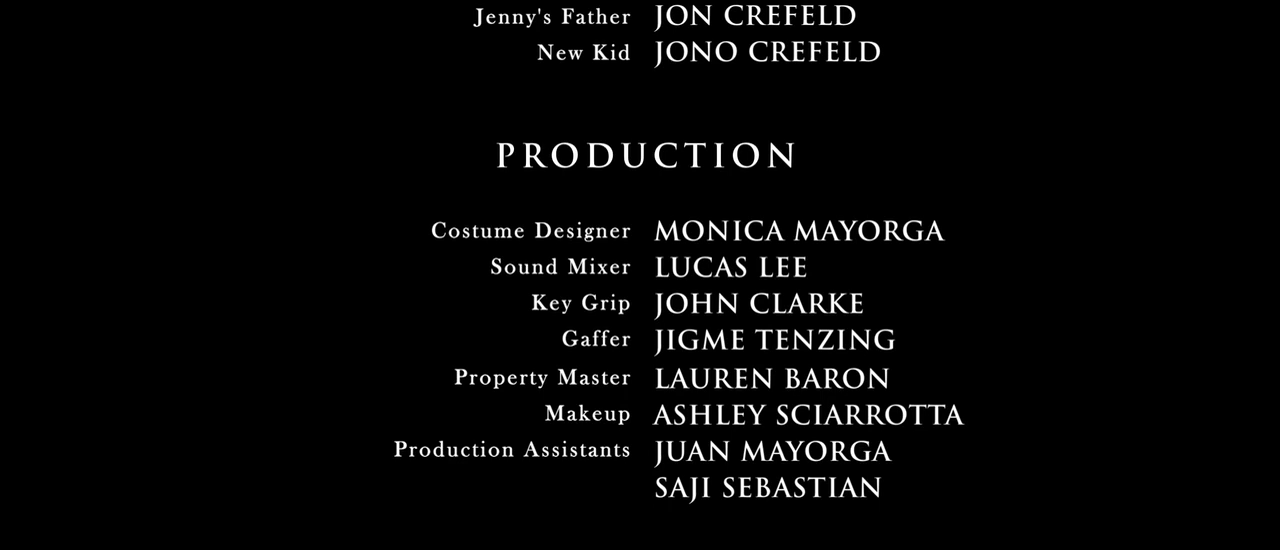 Jenny's Father JON CREFELD
New Kid JONO CREFELD
PRODUCTION
Costume Designer MONICA MAYORGA
Sound Mixer LUCAS LEE
Key Grip JOHN CLARKE
Gaffer JIGME TENZING
Property Master LAUREN BARON
Makeup ASHLEY SCIARROTTA
Production Assistants JUAN MAYORGA
SAJI SEBASTIAN